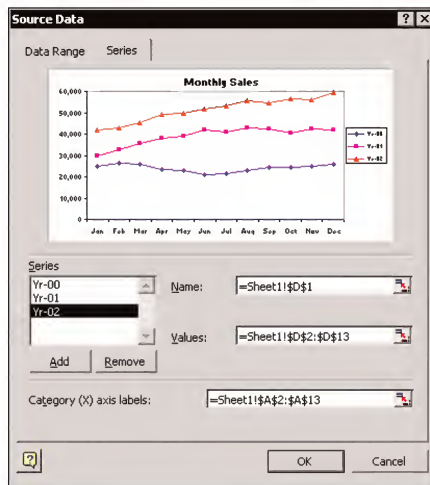 Source Data
? ×
Data Range Series
Monthly Sales
60,000
50,000
40,000
30,000
20,000
10,000
0
Jan Feb Mar Apr May Jun Jul Aug Sep Oct Nov Dec
Yr-00
Yr-01
Yr-02
Series
Yr-00
Yr-01
Yr-02
Name: =Sheet1!$D$1
Values: =Sheet1!$D$2:$D$13
Add Remove
Category (X) axis labels: =Sheet1!$A$2:$A$13
?
OK Cancel